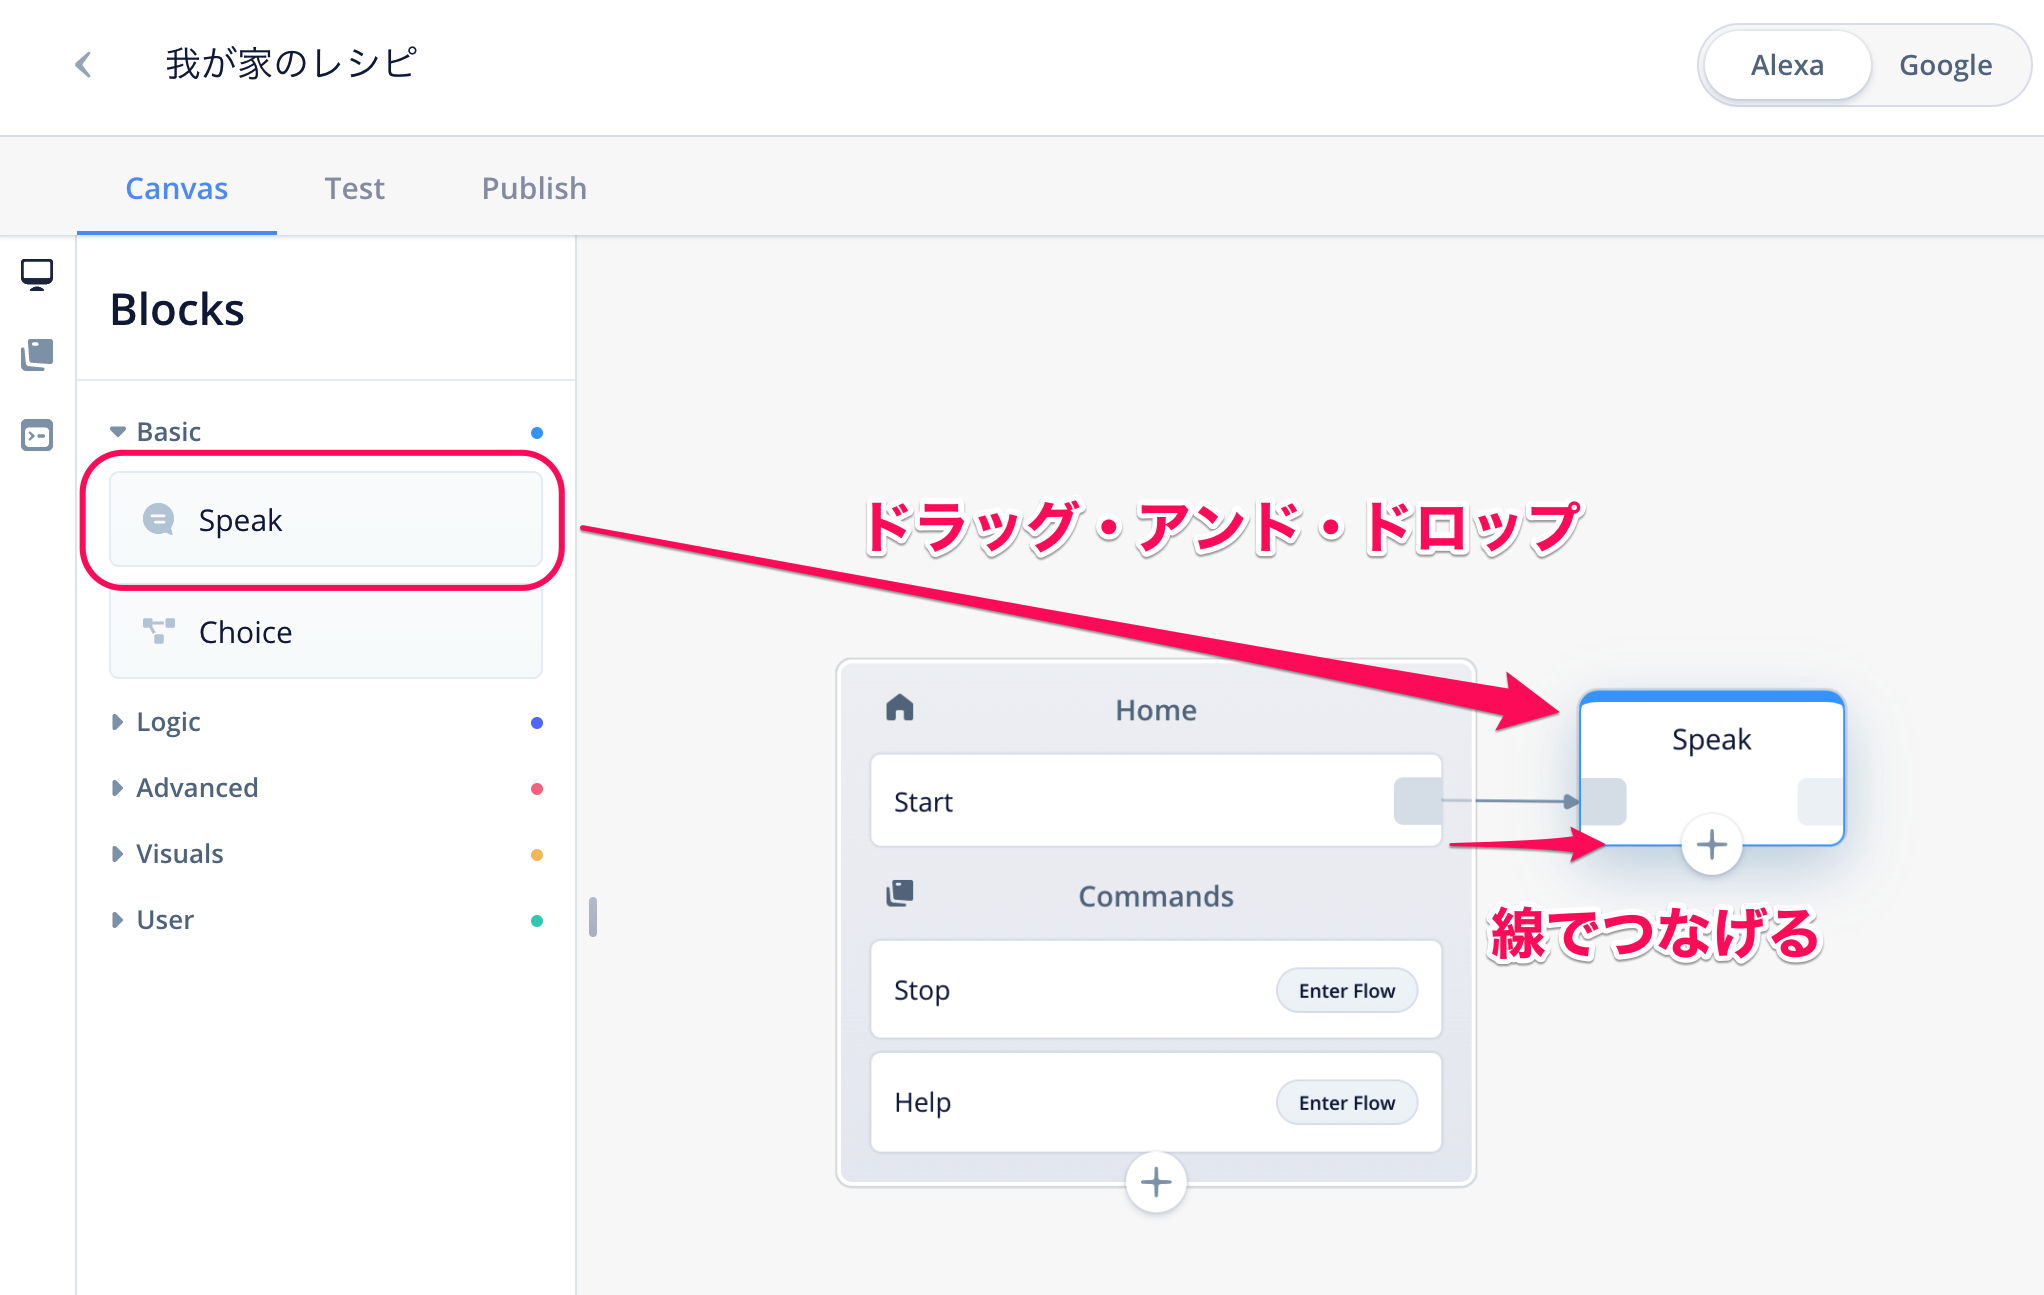 我が家のレシピ
Alexa
Google
Canvas
Test
Publish
Blocks
Basic
Speak
Choice
Logic
Advanced
Visuals
User
ドラッグ・アンド・ドロップ
Home
Start
Commands
Stop
Enter Flow
Help
Enter Flow
Speak
線でつなげる